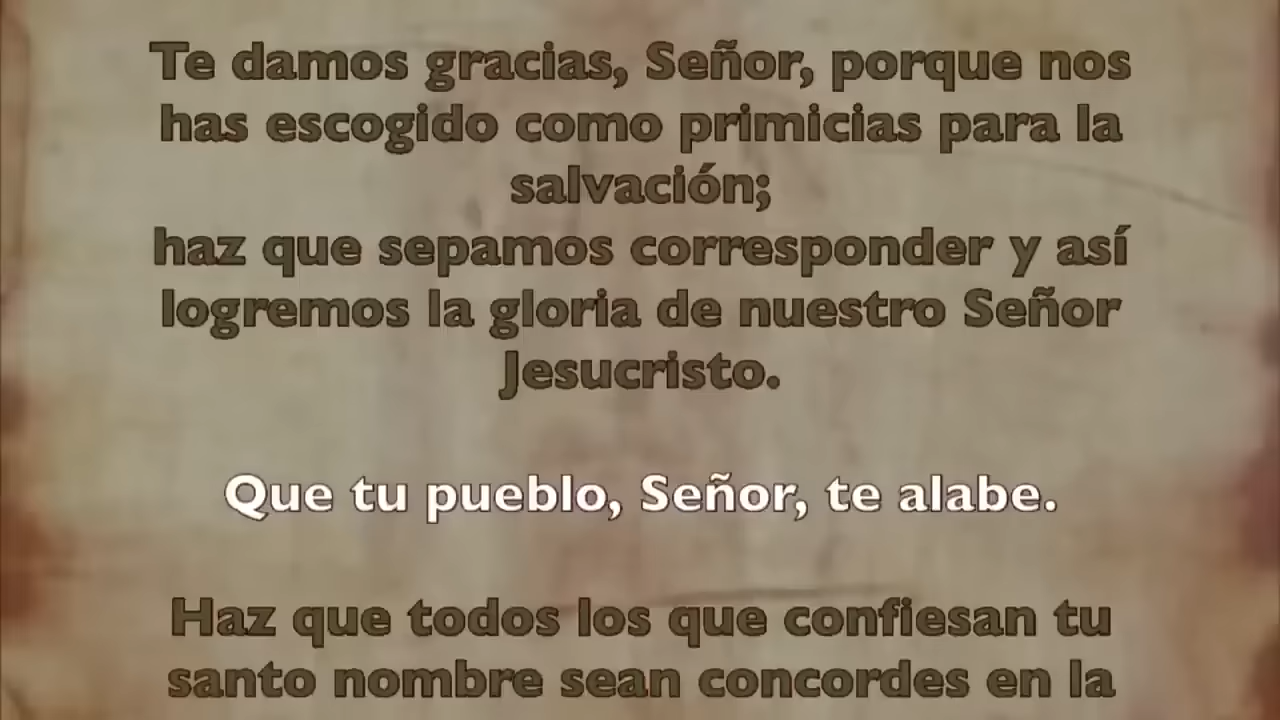 Te damos gracias, Señor, porque nos
has escogido como primicias para la
salvación;
haz que sepamos corresponder y así
logremos la gloria de nuestro Señor
Jesucristo.
Que tu pueblo, Señor, te alabe.
Haz que todos los que confiesan tu
santo nombre sean concordes en la